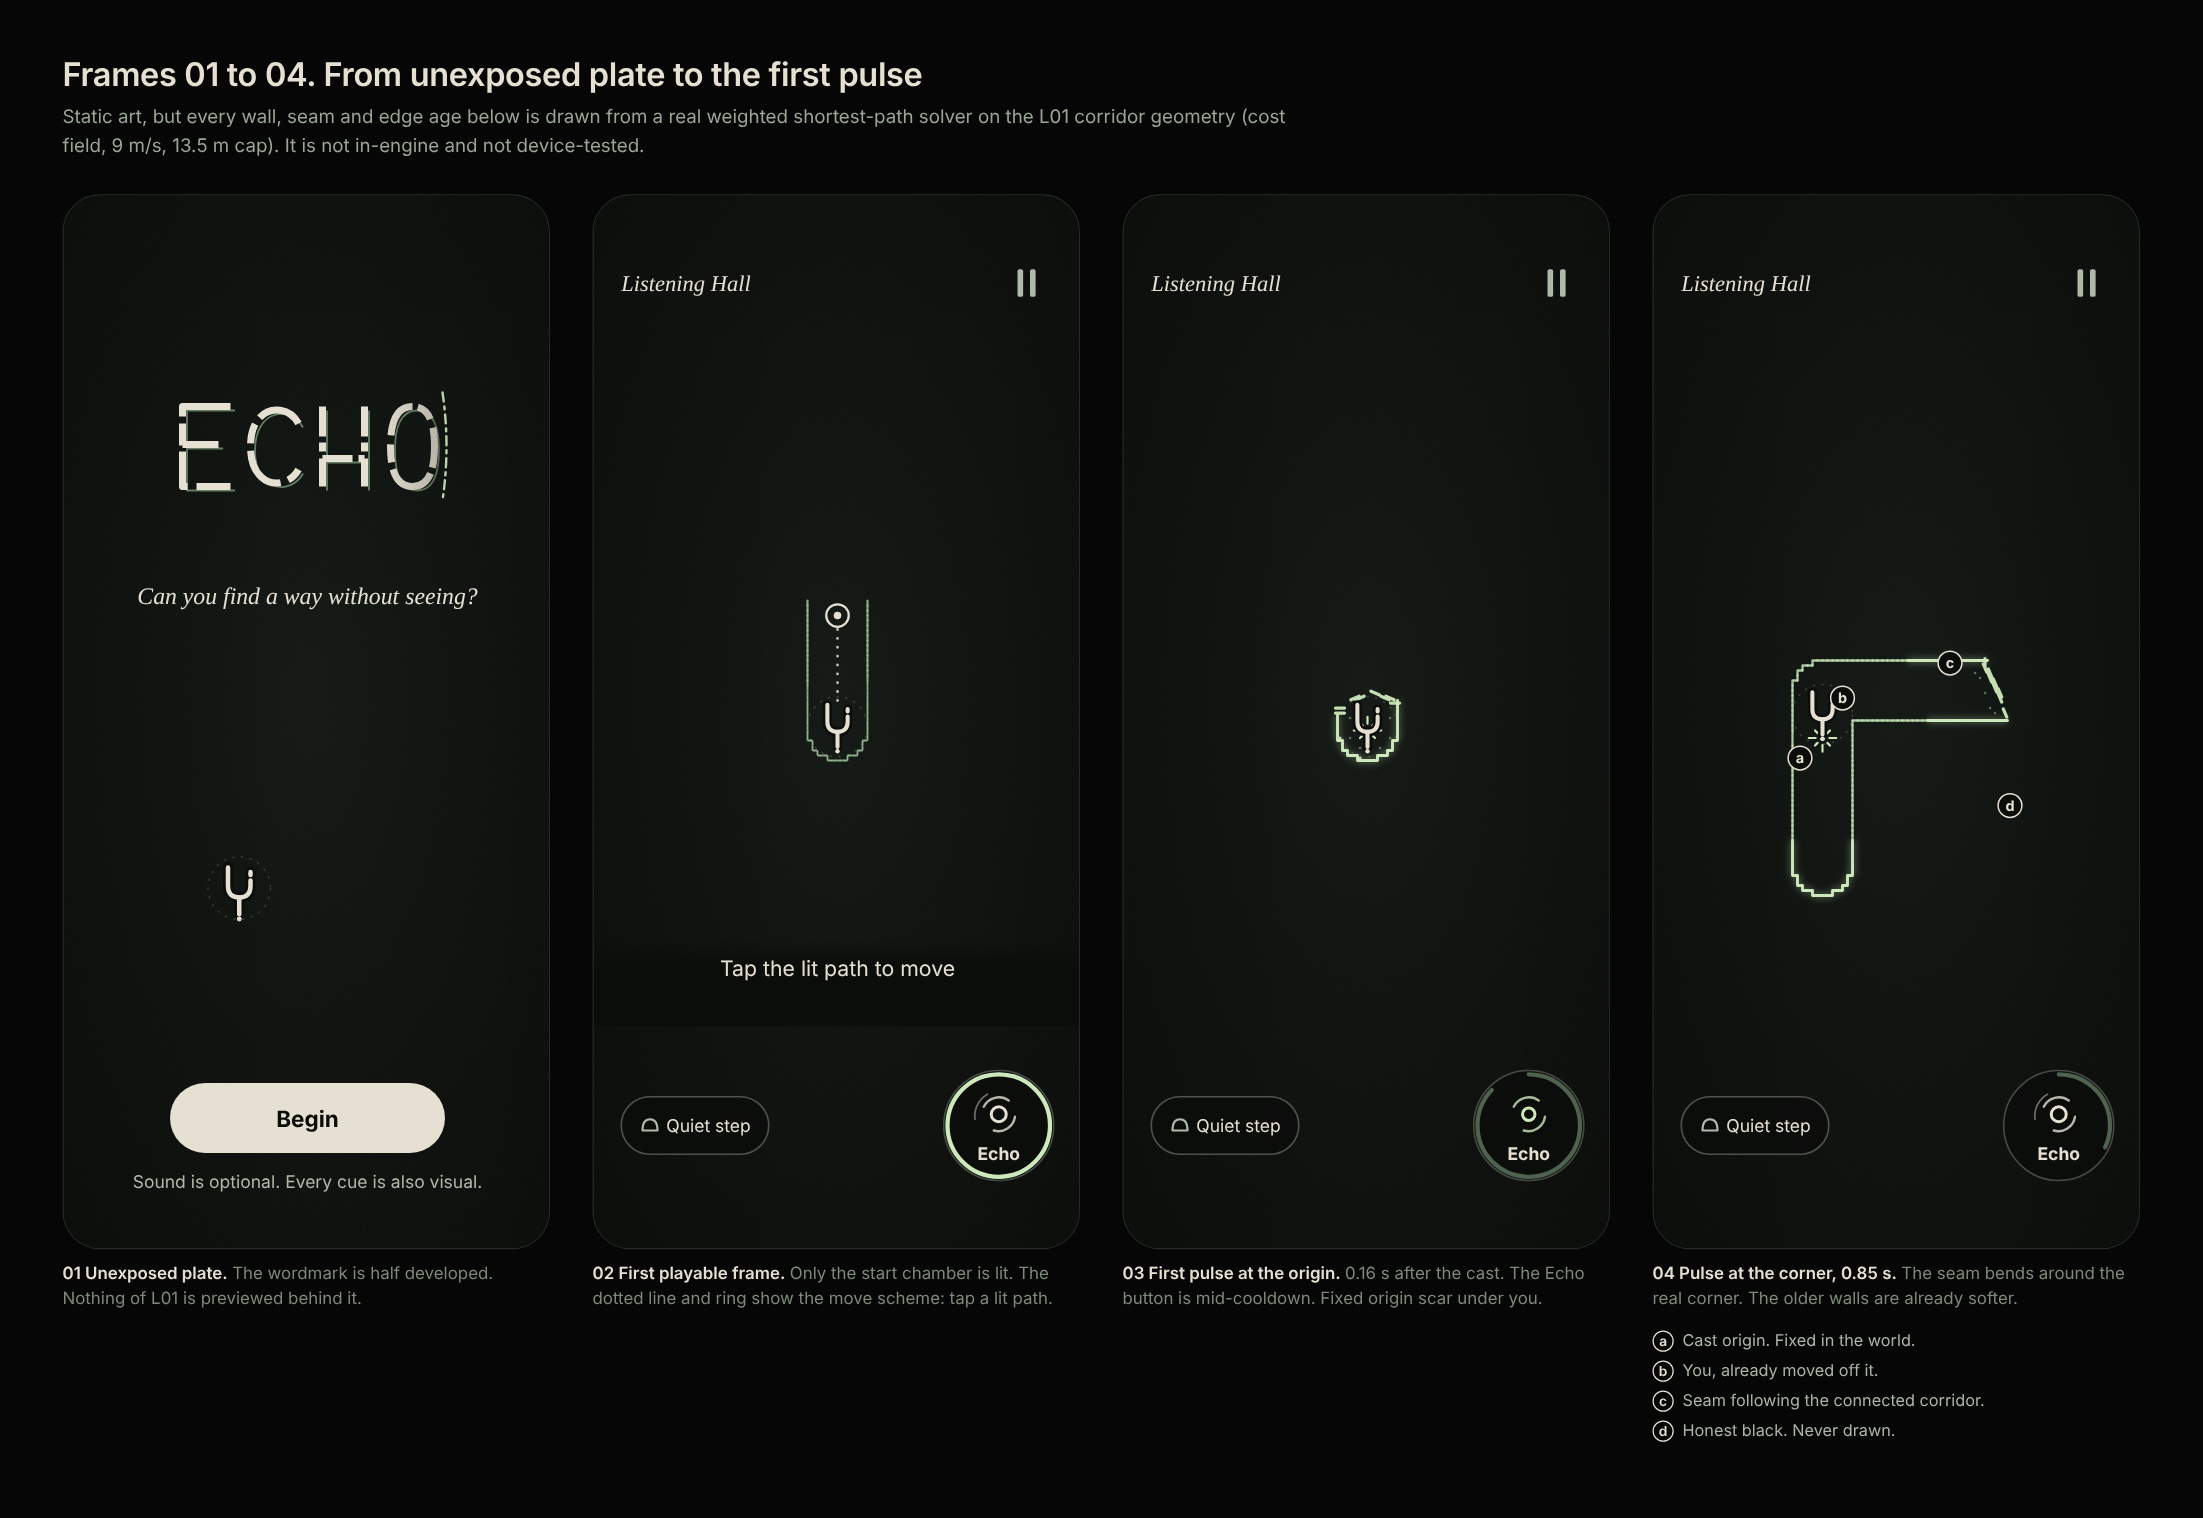 Frames 01 to 04. From unexposed plate to the first pulse
Static art, but every wall, seam and edge age below is drawn from a real weighted shortest-path solver on the L01 corridor geometry (cost
field, 9 m/s, 13.5 m cap). It is not in-engine and not device-tested.
ECHO
Can you find a way without seeing?
Begin
Sound is optional. Every cue is also visual.
01 Unexposed plate. The wordmark is half developed.
Nothing of L01 is previewed behind it.
Listening Hall
Tap the lit path to move
Quiet step
Echo
02 First playable frame. Only the start chamber is lit. The
dotted line and ring show the move scheme: tap a lit path.
Listening Hall
Quiet step
Echo
03 First pulse at the origin. 0.16 s after the cast. The Echo
button is mid-cooldown. Fixed origin scar under you.
Listening Hall
c
b
a
d
Quiet step
Echo
04 Pulse at the corner, 0.85 s. The seam bends around the
real corner. The older walls are already softer.
a Cast origin. Fixed in the world.
b You, already moved off it.
c Seam following the connected corridor.
d Honest black. Never drawn.